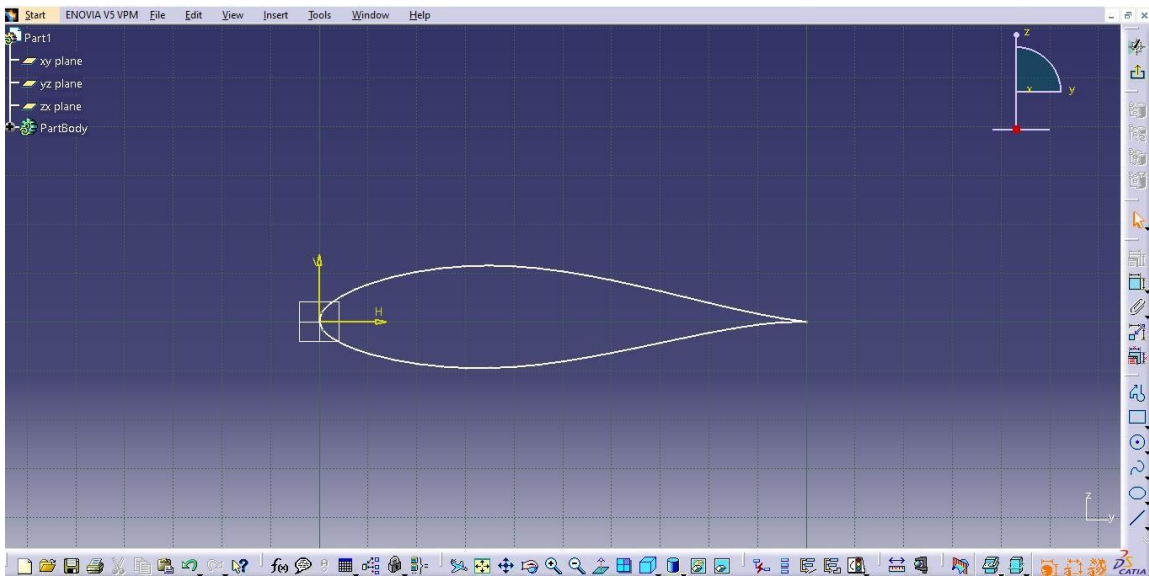 Start ENOVIA V5 VPM File Edit View Insert Tools Window Help
Part1
xy plane
yz plane
zx plane
PartBody
z
x y
V
H
z
y
f(x)
CATIA